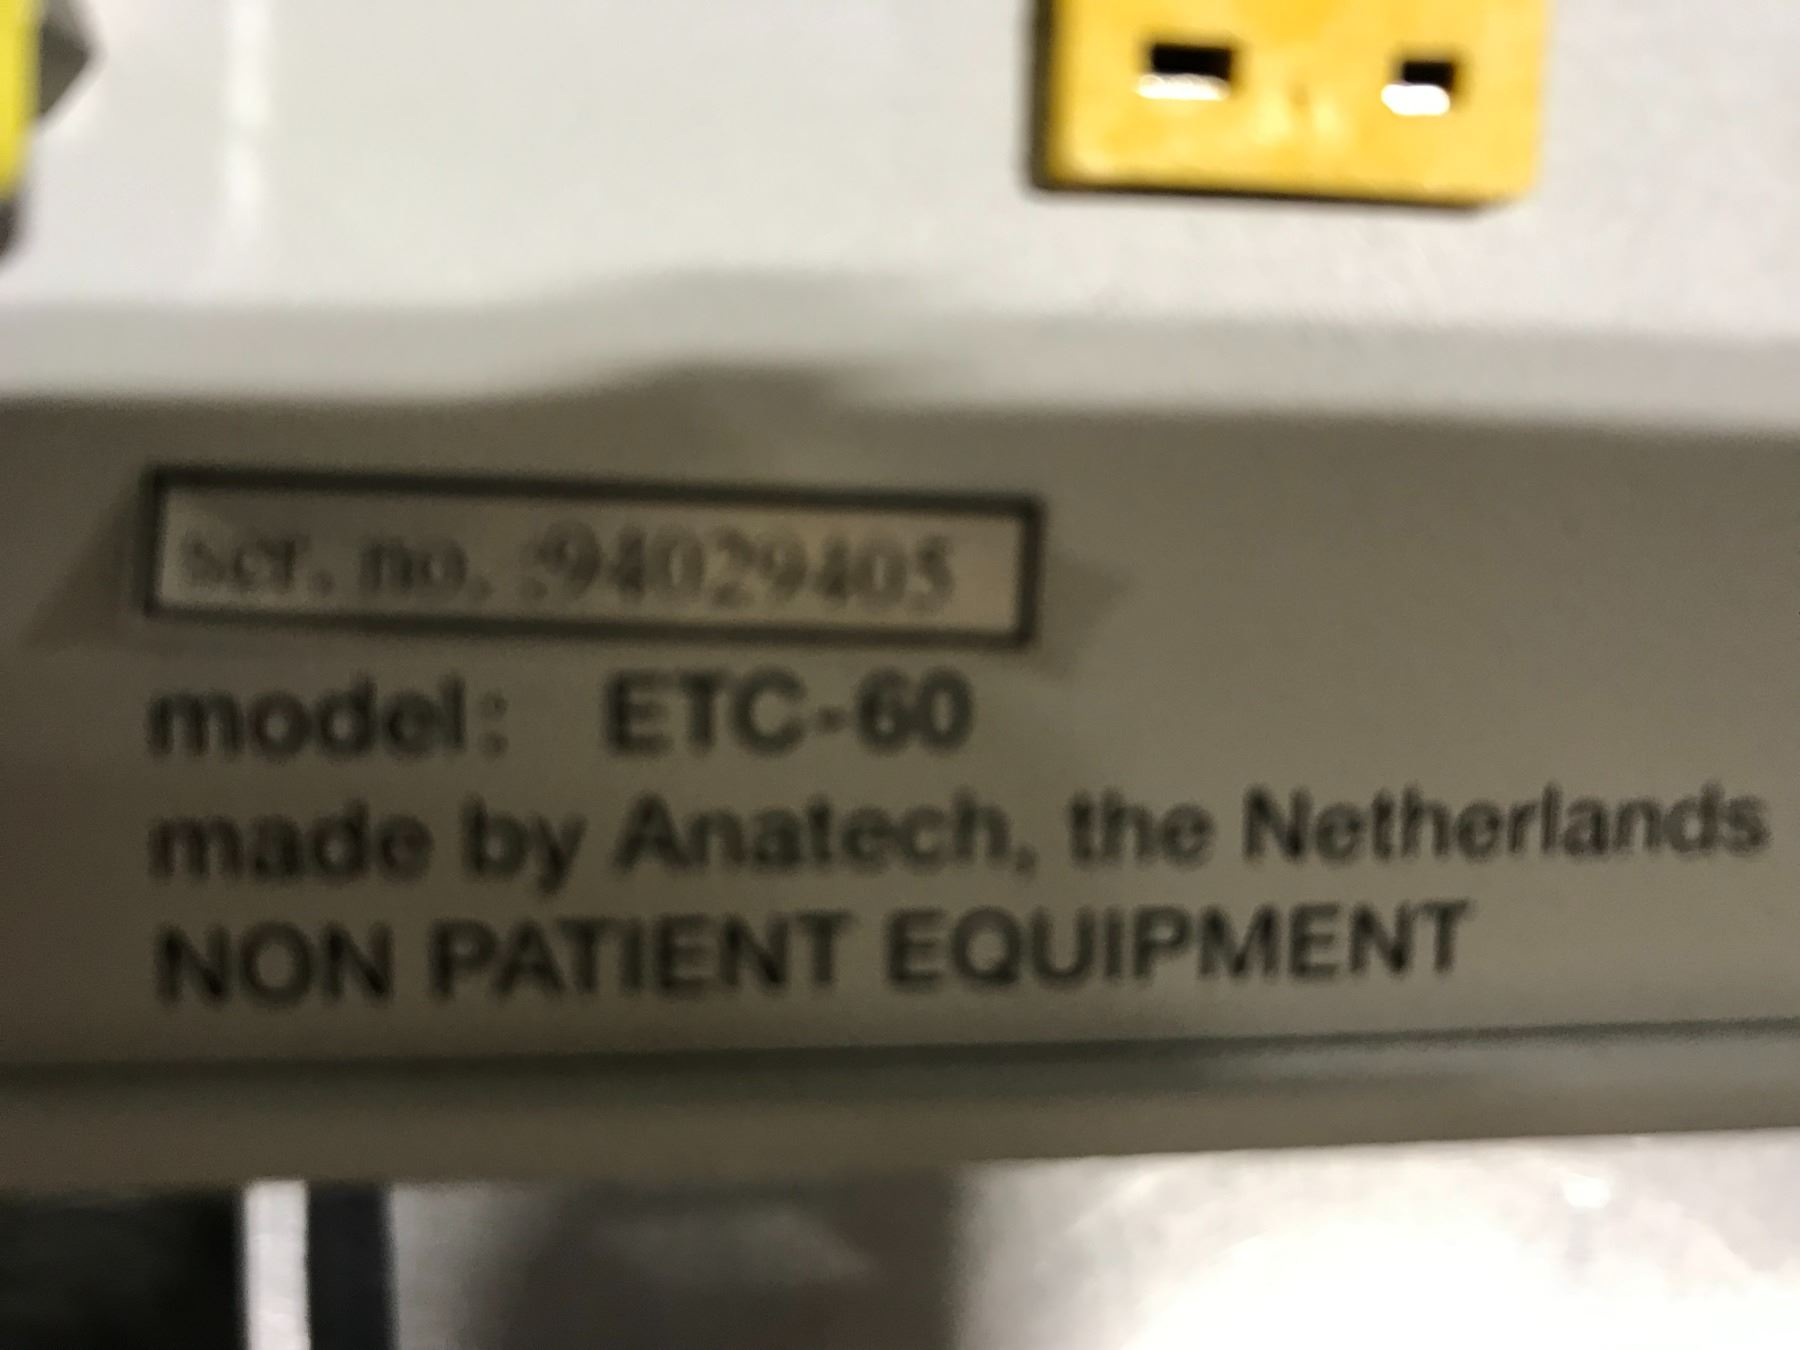 ser. no. :94029405
model: ETC-60
made by Anatech, the Netherlands
NON PATIENT EQUIPMENT